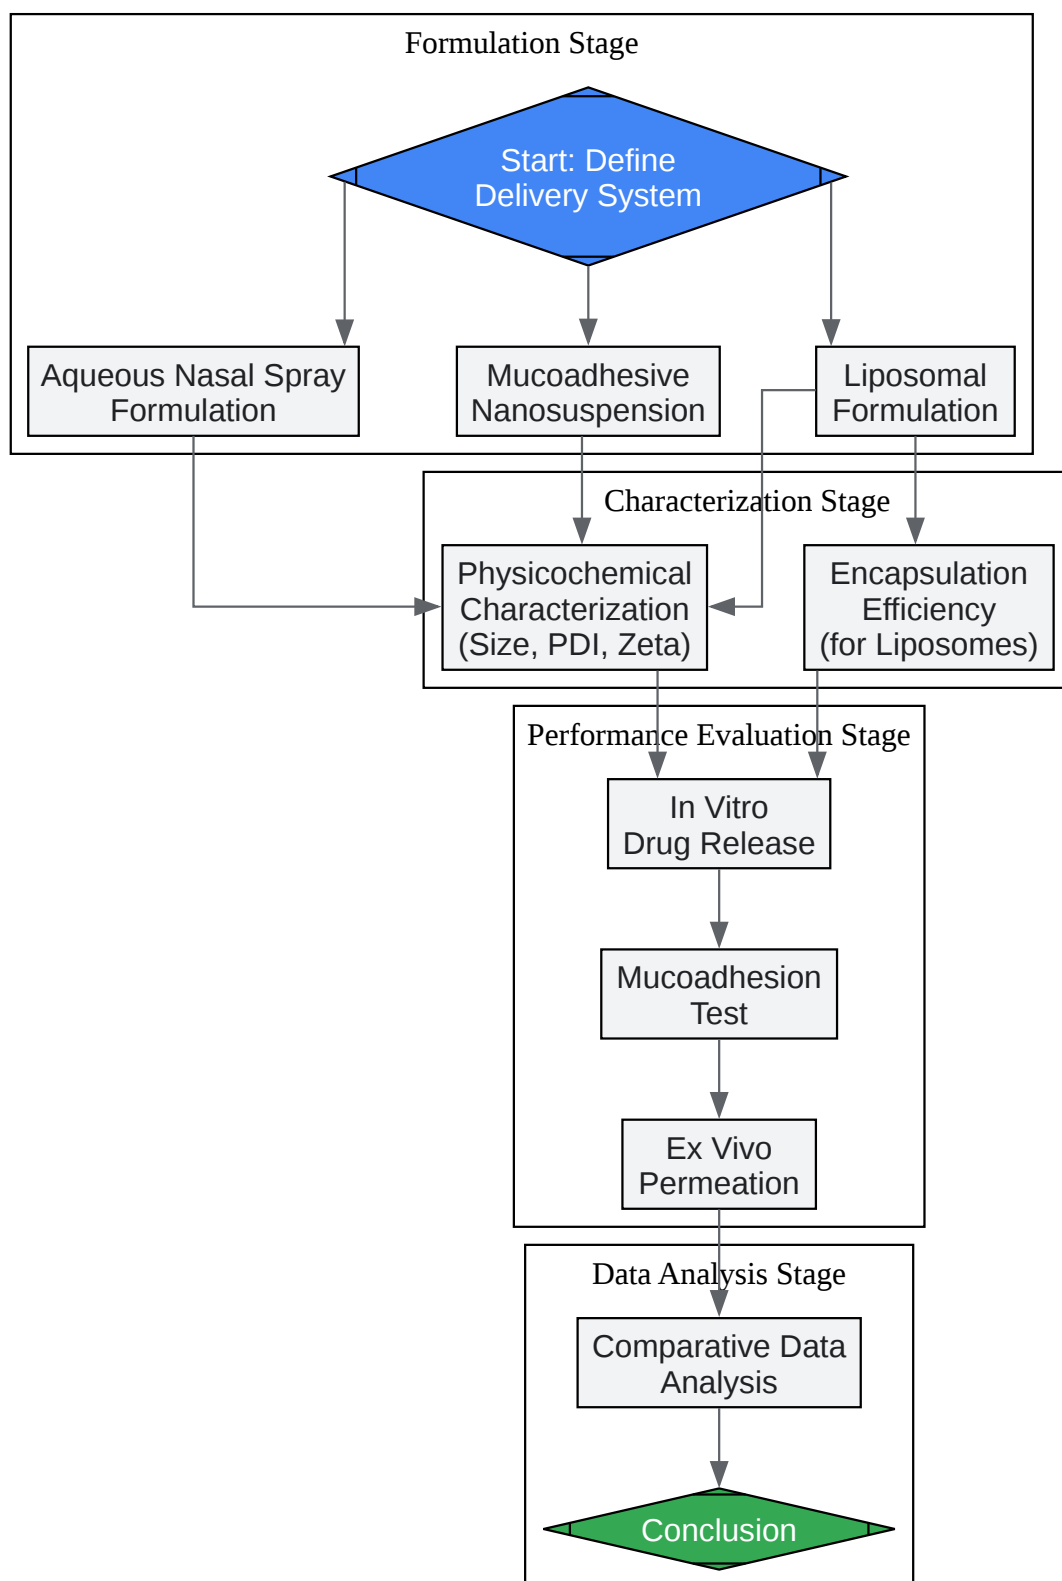 Formulation Stage
Start: Define
Delivery System
Aqueous Nasal Spray
Formulation
Mucoadhesive
Nanosuspension
Liposomal
Formulation
Characterization Stage
Physicochemical
Characterization
(Size, PDI, Zeta)
Encapsulation
Efficiency
(for Liposomes)
Performance Evaluation Stage
In Vitro
Drug Release
Mucoadhesion
Test
Ex Vivo
Permeation
Data Analysis Stage
Comparative Data
Analysis
Conclusion